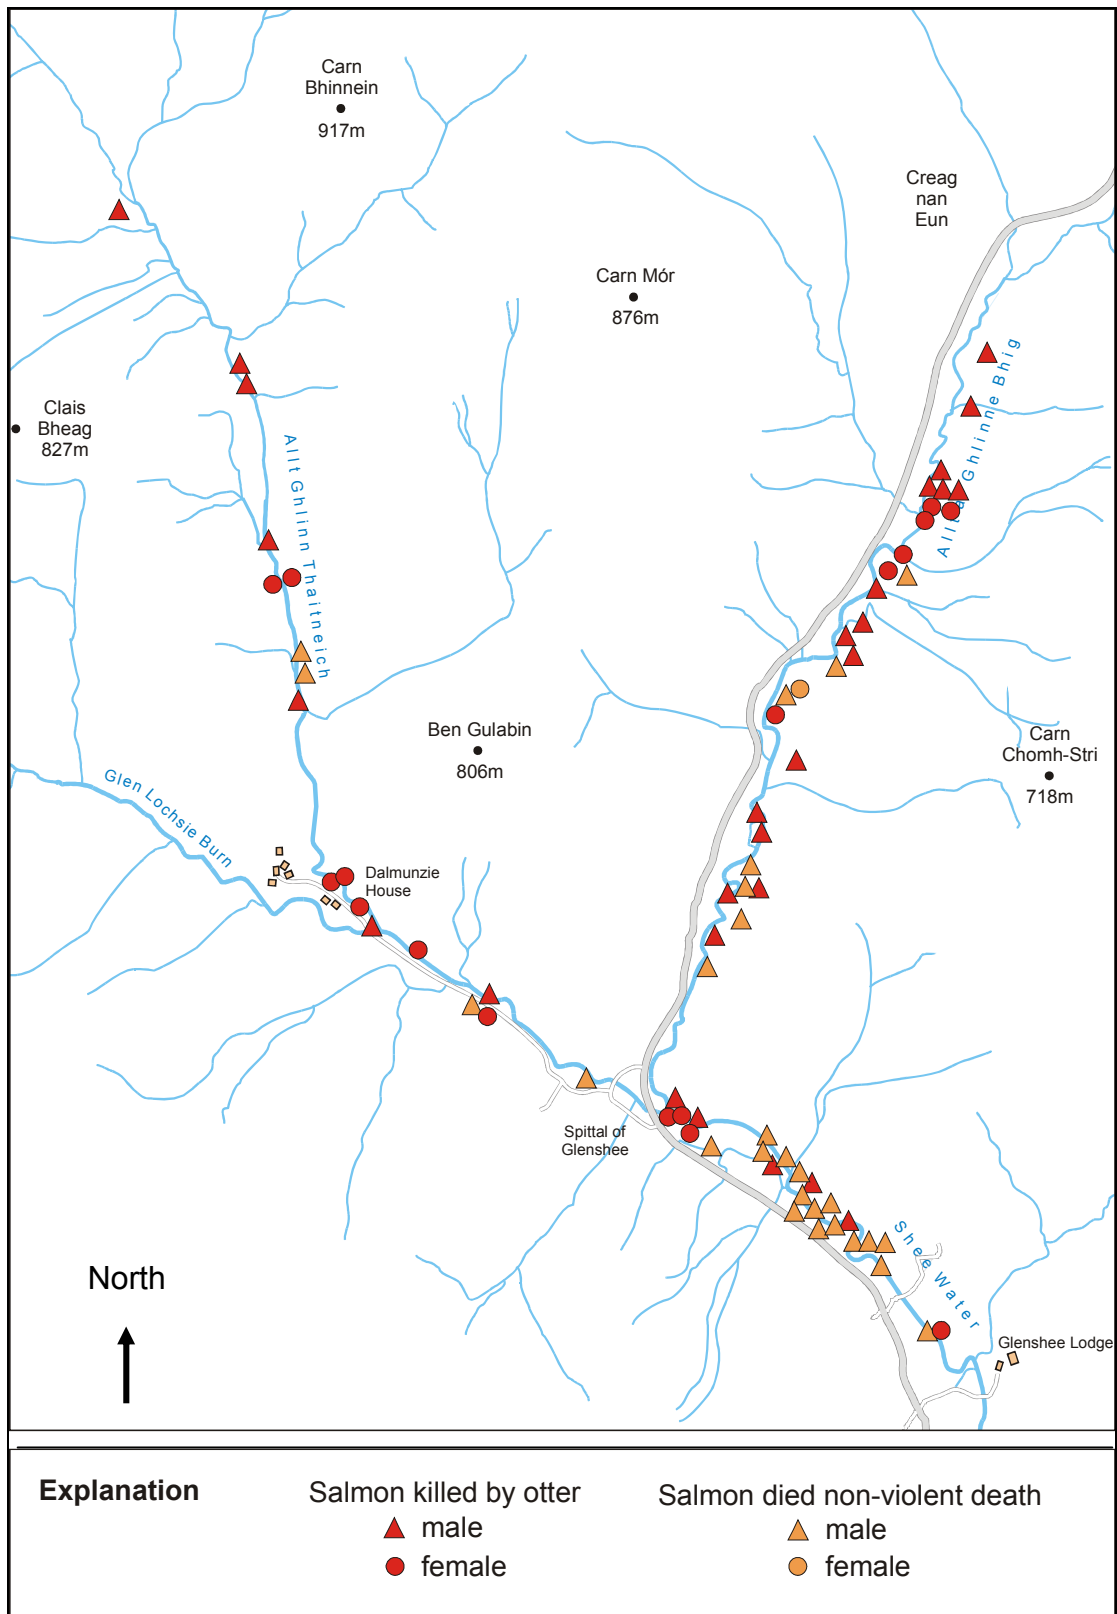 Carn
Bhinnein
917m
Creag
nan
Eun
Carn Mór
876m
Allt a' Ghlinne Bhig
Clais
Bheag
827m
Allt Ghlinn Thaitneich
Ben Gulabin
806m
Carn
Chomh-Stri
718m
Glen Lochsie Burn
Dalmunzie
House
Spittal of
Glenshee
Shee Water
North
Glenshee Lodge
Explanation
Salmon killed by otter
male
female
Salmon died non-violent death
male
female